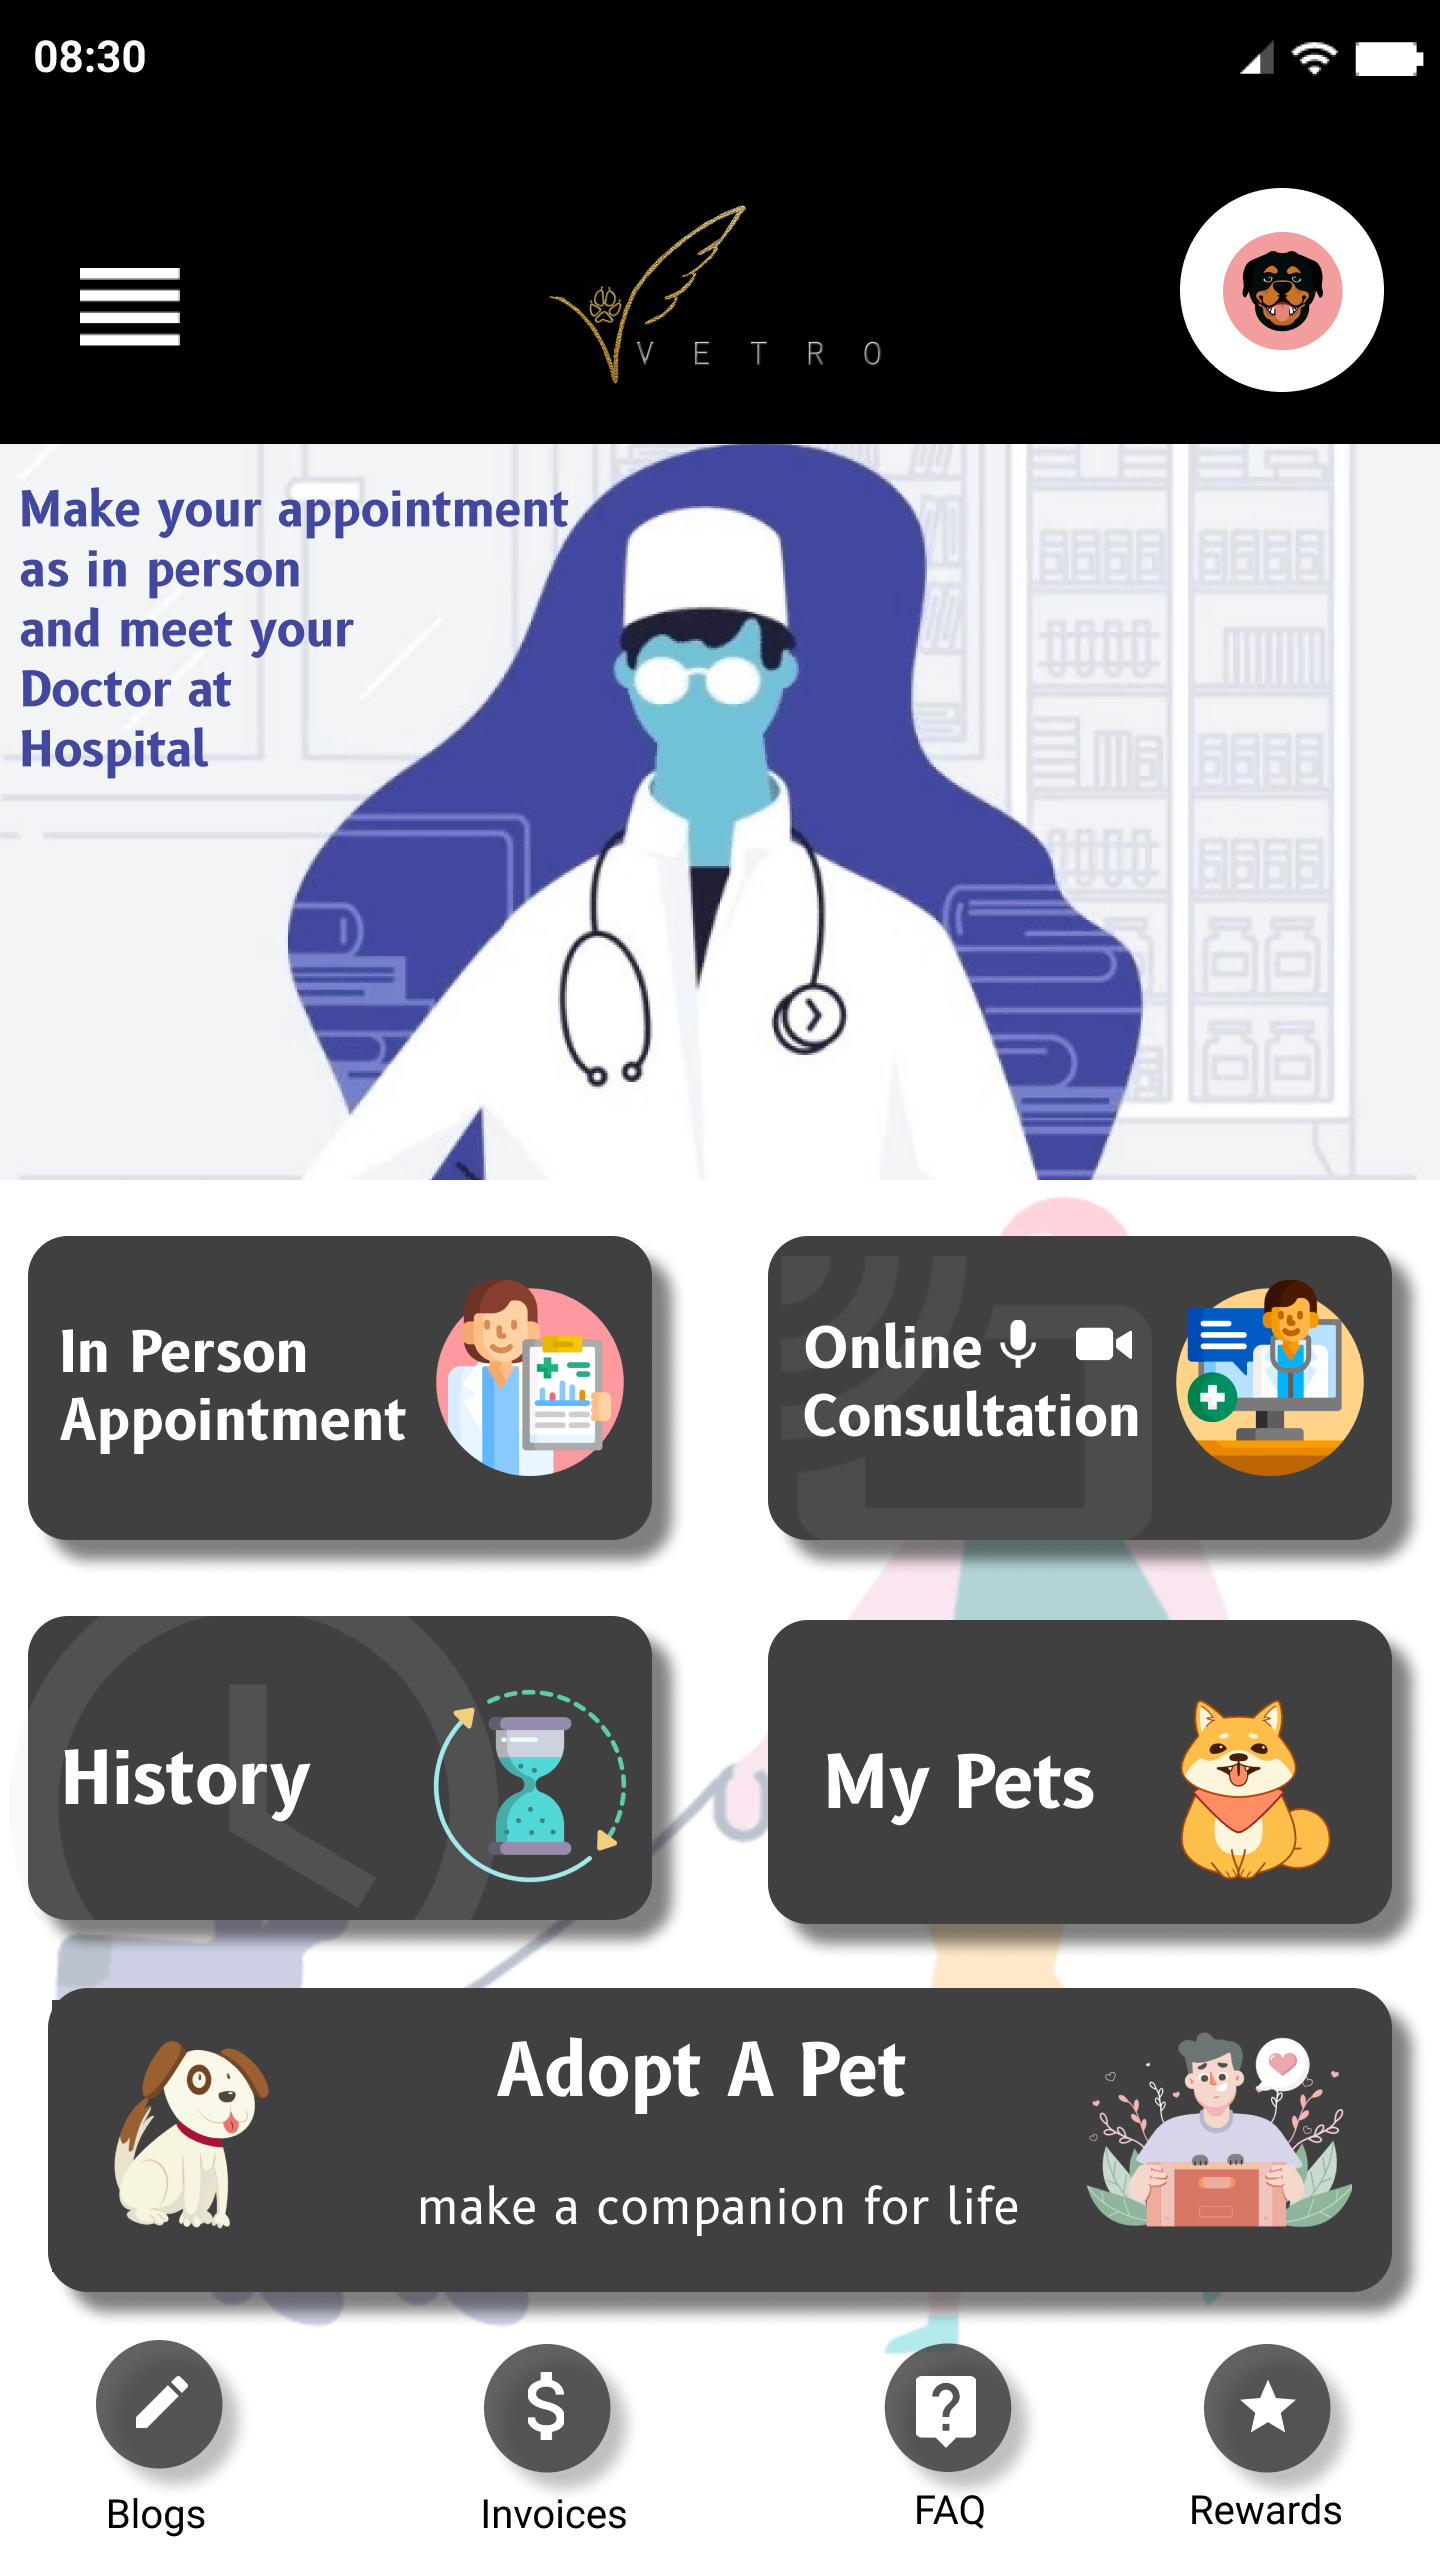 08:30
VETRO
Make your appointment
as in person
and meet your
Doctor at
Hospital
In Person
Appointment
Online
Consultation
History
My Pets
Adopt A Pet
make a companion for life
Blogs
Invoices
FAQ
Rewards